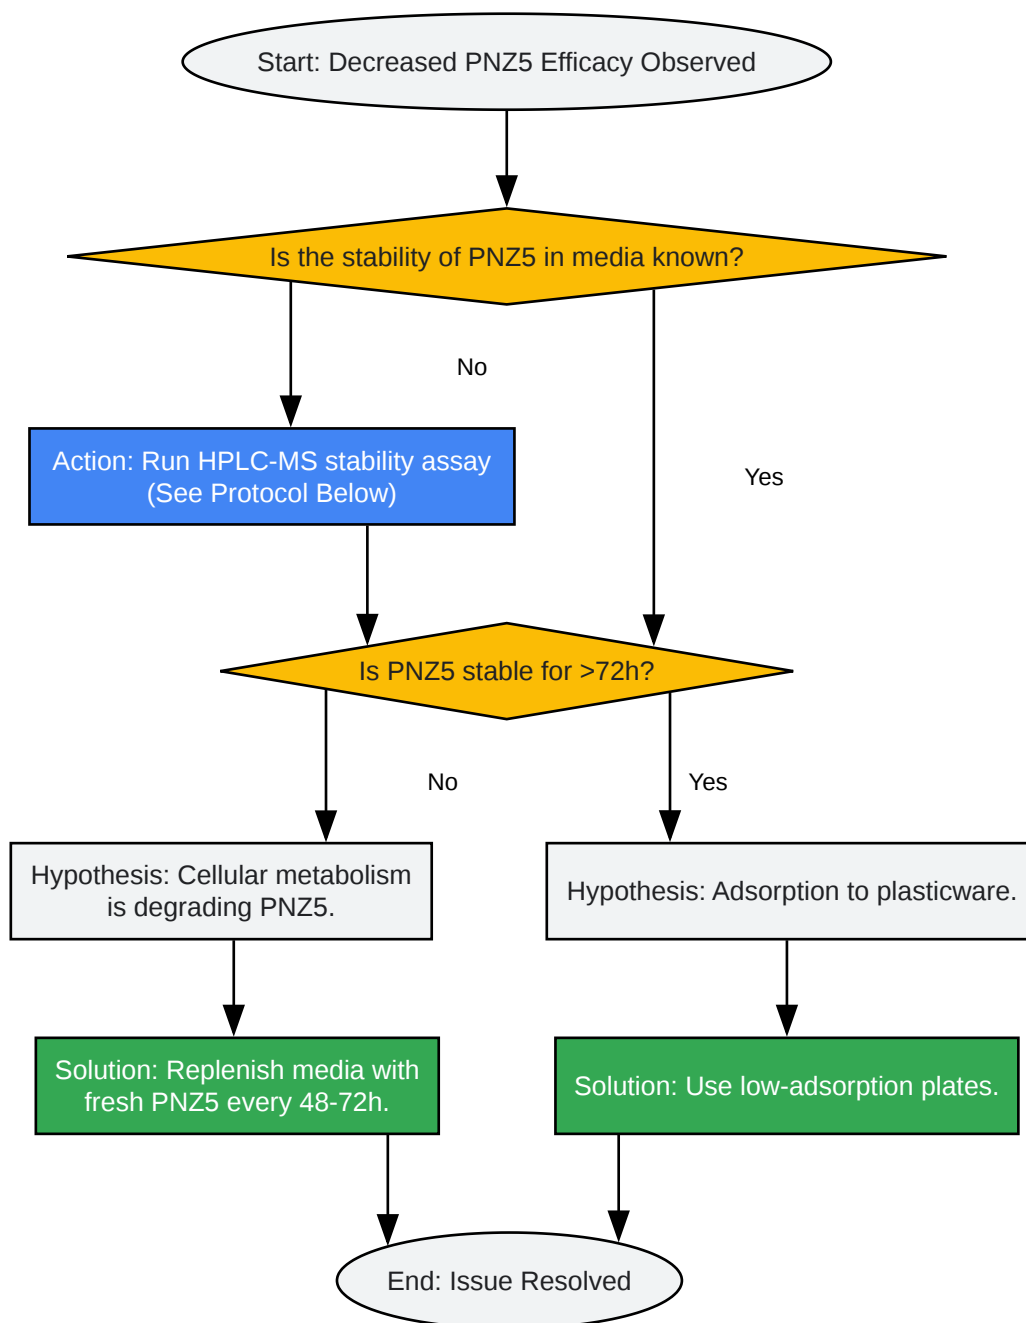 Start: Decreased PNZ5 Efficacy Observed
Is the stability of PNZ5 in media known?
No
Action: Run HPLC-MS stability assay
(See Protocol Below)
Yes
Is PNZ5 stable for >72h?
No
Yes
Hypothesis: Cellular metabolism
is degrading PNZ5.
Hypothesis: Adsorption to plasticware.
Solution: Replenish media with
fresh PNZ5 every 48-72h.
Solution: Use low-adsorption plates.
End: Issue Resolved